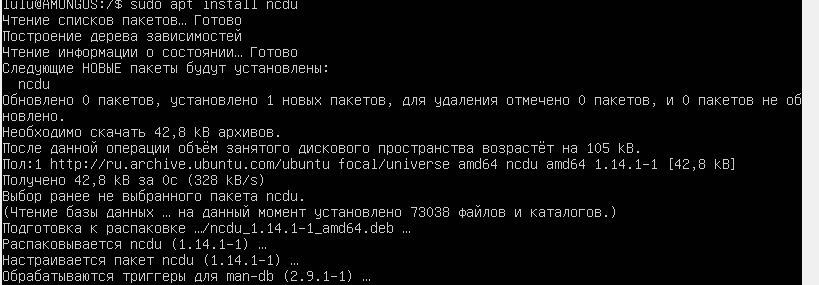 lulu@AMONGUS:/$ sudo apt install ncdu
Чтение списков пакетов… Готово
Построение дерева зависимостей
Чтение информации о состоянии… Готово
Следующие НОВЫЕ пакеты будут установлены:
  ncdu
Обновлено 0 пакетов, установлено 1 новых пакетов, для удаления отмечено 0 пакетов, и 0 пакетов не об
новлено.
Необходимо скачать 42,8 kB архивов.
После данной операции объём занятого дискового пространства возрастёт на 105 kB.
Пол:1 http://ru.archive.ubuntu.com/ubuntu focal/universe amd64 ncdu amd64 1.14.1-1 [42,8 kB]
Получено 42,8 kB за 0с (328 kB/s)
Выбор ранее не выбранного пакета ncdu.
(Чтение базы данных … на данный момент установлено 73038 файлов и каталогов.)
Подготовка к распаковке …/ncdu_1.14.1-1_amd64.deb …
Распаковывается ncdu (1.14.1-1) …
Настраивается пакет ncdu (1.14.1-1) …
Обрабатываются триггеры для man-db (2.9.1-1) …